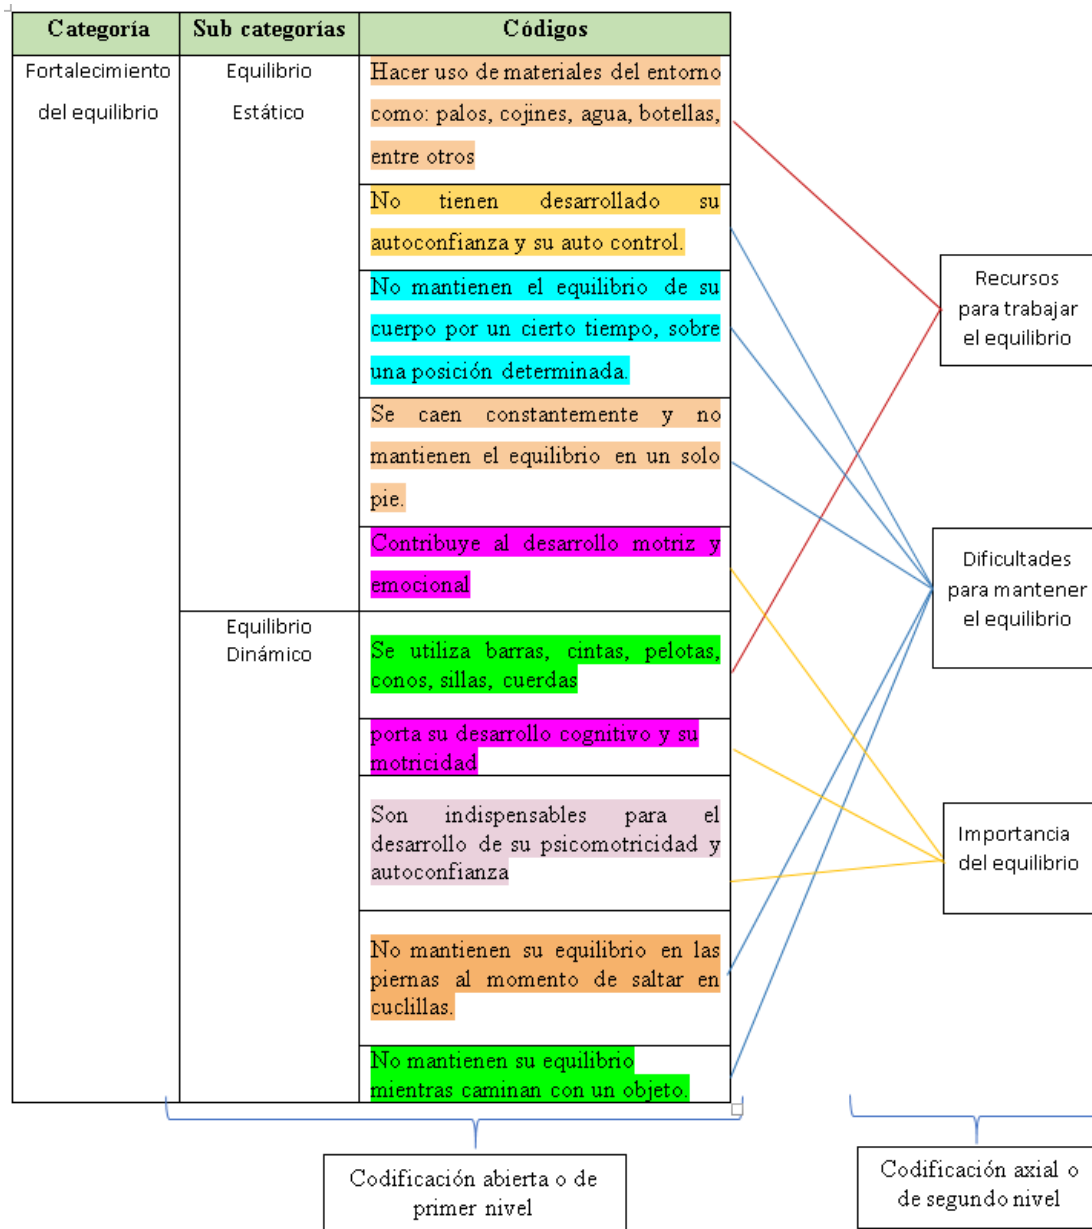 Categoría
Sub categorías
Códigos
Fortalecimiento
del equilibrio
Equilibrio
Estático
Hacer uso de materiales del entorno
como: palos, cojines, agua, botellas,
entre otros
No tienen desarrollado su
autoconfianza y su auto control.
No mantienen el equilibrio de su
cuerpo por un cierto tiempo, sobre
una posición determinada.
Se caen constantemente y no
mantienen el equilibrio en un solo
pie.
Contribuye al desarrollo motriz y
emocional
Equilibrio
Dinámico
Se utiliza barras, cintas, pelotas,
conos, sillas, cuerdas
porta su desarrollo cognitivo y su
motricidad
Son indispensables para el
desarrollo de su psicomotricidad y
autoconfianza
No mantienen su equilibrio en las
piernas al momento de saltar en
cuclillas.
No mantienen su equilibrio
mientras caminan con un objeto.
Recursos
para trabajar
el equilibrio
Dificultades
para mantener
el equilibrio
Importancia
del equilibrio
Codificación abierta o de
primer nivel
Codificación axial o
de segundo nivel